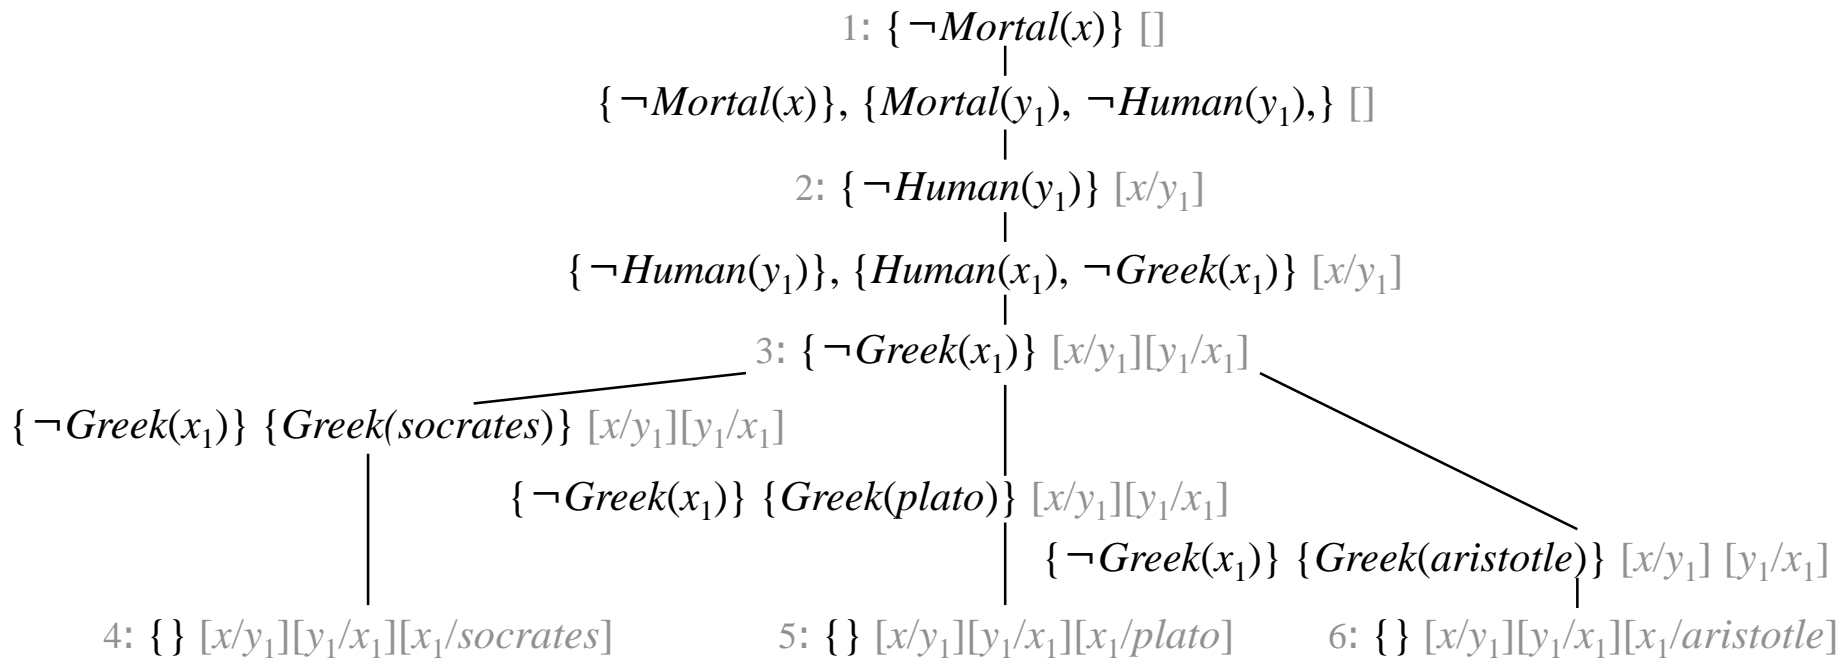 1: {¬Mortal(x)} []
{¬Mortal(x)}, {Mortal(y₁), ¬Human(y₁),} []
2: {¬Human(y₁)} [x/y₁]
{¬Human(y₁)}, {Human(x₁), ¬Greek(x₁)} [x/y₁]
3: {¬Greek(x₁)} [x/y₁][y₁/x₁]
{¬Greek(x₁)} {Greek(socrates)} [x/y₁][y₁/x₁]
{¬Greek(x₁)} {Greek(plato)} [x/y₁][y₁/x₁]
{¬Greek(x₁)} {Greek(aristotle)} [x/y₁] [y₁/x₁]
4: {} [x/y₁][y₁/x₁][x₁/socrates]
5: {} [x/y₁][y₁/x₁][x₁/plato]
6: {} [x/y₁][y₁/x₁][x₁/aristotle]